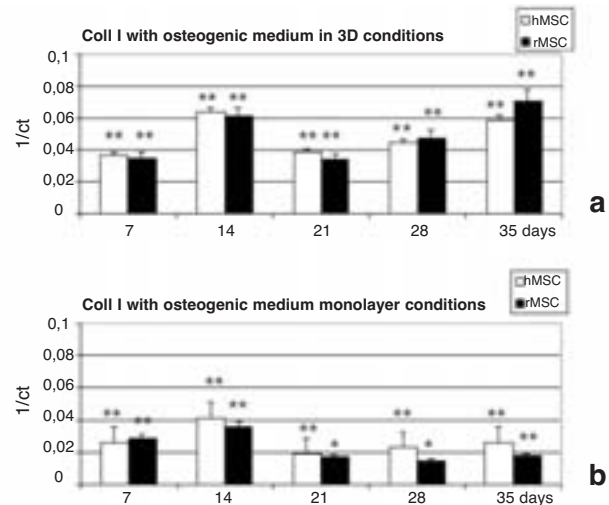 Coll I with osteogenic medium in 3D conditions
hMSC
rMSC
0,1
0,08
0,06
0,04
0,02
0
1/ct
** ** ** ** ** ** ** ** ** **
7 14 21 28 35 days
a
Coll I with osteogenic medium monolayer conditions
hMSC
rMSC
0,1
0,08
0,06
0,04
0,02
0
1/ct
** ** ** ** ** * ** * ** **
7 14 21 28 35 days
b